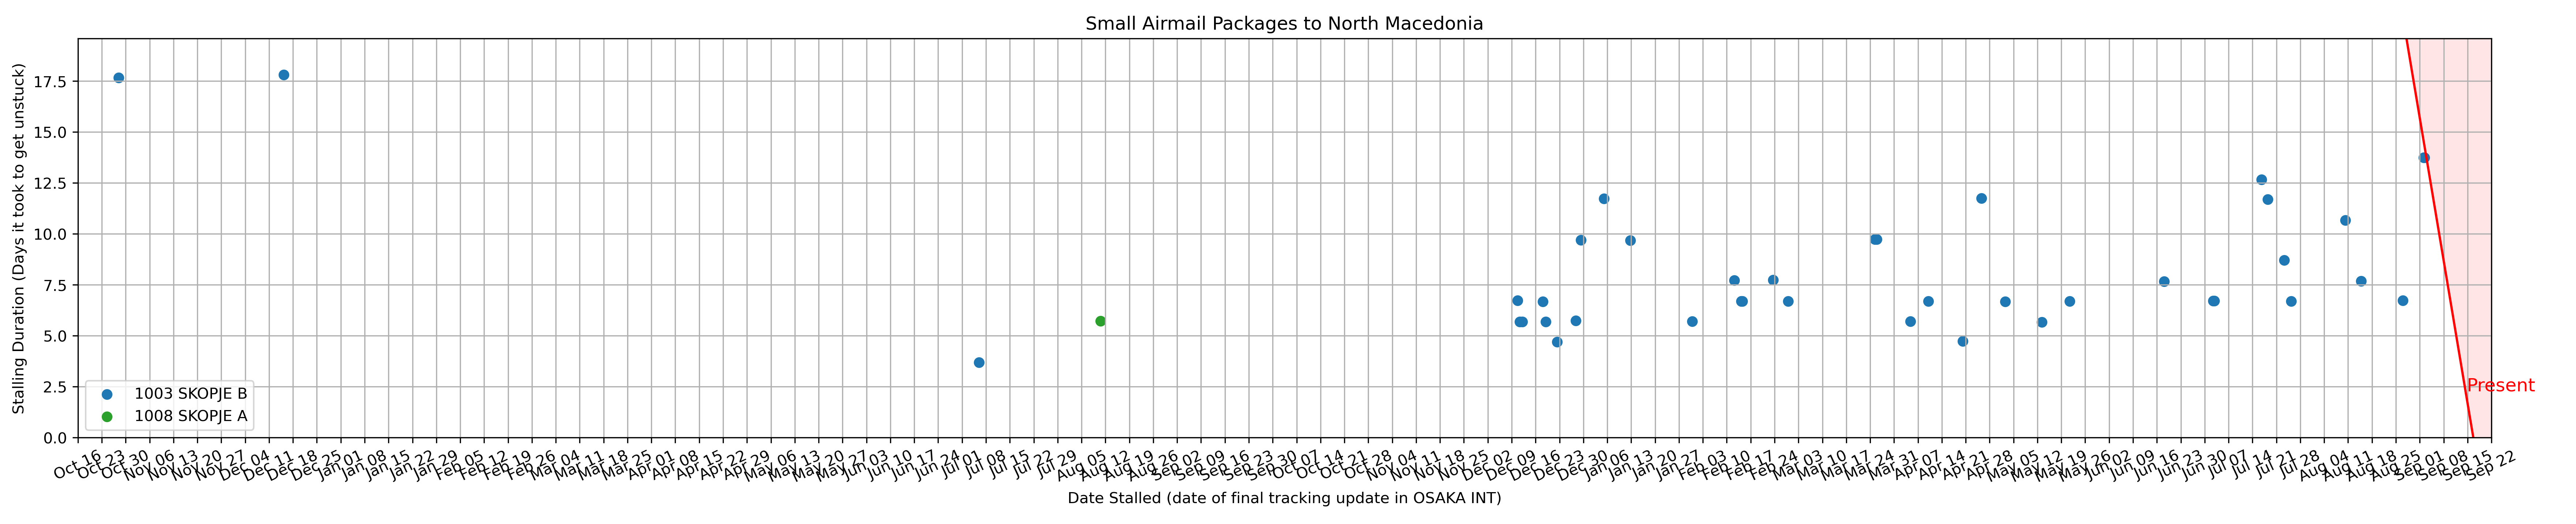 Small Airmail Packages to North Macedonia
Stalling Duration (Days it took to get unstuck)
17.5
15.0
12.5
10.0
7.5
5.0
2.5
0.0
1003 SKOPJE B
1008 SKOPJE A
Present
Oct 16
Oct 23
Oct 30
Nov 06
Nov 13
Nov 20
Nov 27
Dec 04
Dec 11
Dec 18
Dec 25
Jan 01
Jan 08
Jan 15
Jan 22
Jan 29
Feb 05
Feb 12
Feb 19
Feb 26
Mar 04
Mar 11
Mar 18
Mar 25
Apr 01
Apr 08
Apr 15
Apr 22
Apr 29
May 06
May 13
May 20
May 27
Jun 03
Jun 10
Jun 17
Jun 24
Jul 01
Jul 08
Jul 15
Jul 22
Jul 29
Aug 05
Aug 12
Aug 19
Aug 26
Sep 02
Sep 09
Sep 16
Sep 23
Sep 30
Oct 07
Oct 14
Oct 21
Oct 28
Nov 04
Nov 11
Nov 18
Nov 25
Dec 02
Dec 09
Dec 16
Dec 23
Dec 30
Jan 06
Jan 13
Jan 20
Jan 27
Feb 03
Feb 10
Feb 17
Feb 24
Mar 03
Mar 10
Mar 17
Mar 24
Mar 31
Apr 07
Apr 14
Apr 21
Apr 28
May 05
May 12
May 19
May 26
Jun 02
Jun 09
Jun 16
Jun 23
Jun 30
Jul 07
Jul 14
Jul 21
Jul 28
Aug 04
Aug 11
Aug 18
Aug 25
Sep 01
Sep 08
Sep 15
Sep 22
Date Stalled (date of final tracking update in OSAKA INT)